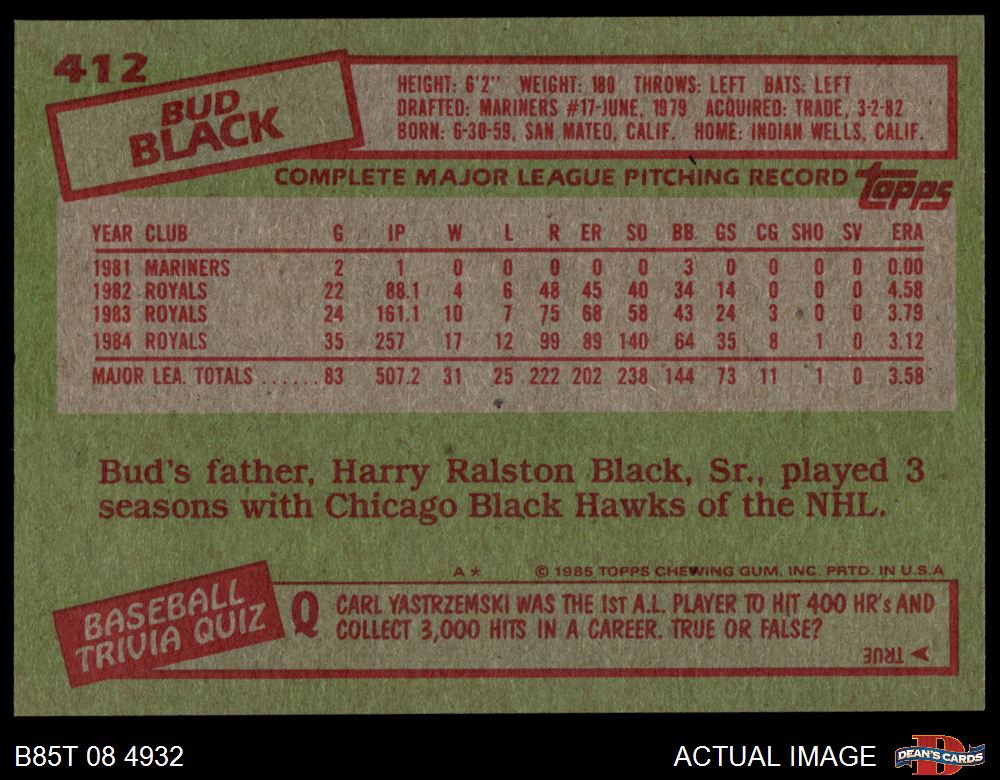 412
BUD
BLACK
HEIGHT: 6'2" WEIGHT: 180 THROWS: LEFT BATS: LEFT
DRAFTED: MARINERS #17-JUNE, 1979 ACQUIRED: TRADE, 3-2-82
BORN: 6-30-59, SAN MATEO, CALIF. HOME: INDIAN WELLS, CALIF.
COMPLETE MAJOR LEAGUE PITCHING RECORD topps
YEAR CLUB G IP W L R ER SO BB GS CG SHO SV ERA
1981 MARINERS 2 1 0 0 0 0 0 3 0 0 0 0 0.00
1982 ROYALS 22 88.1 4 6 48 45 40 34 14 0 0 0 4.58
1983 ROYALS 24 161.1 10 7 75 68 58 43 24 3 0 0 3.79
1984 ROYALS 35 257 17 12 99 89 140 64 35 8 1 0 3.12
MAJOR LEA. TOTALS ...... 83 507.2 31 25 222 202 238 144 73 11 1 0 3.58
Bud's father, Harry Ralston Black, Sr., played 3
seasons with Chicago Black Hawks of the NHL.
A* © 1985 TOPPS CHEWING GUM, INC. PRTD. IN U.S.A
BASEBALL
TRIVIA QUIZ
Q CARL YASTRZEMSKI WAS THE 1st A.L. PLAYER TO HIT 400 HR's AND
COLLECT 3,000 HITS IN A CAREER. TRUE OR FALSE?
TRUE
B85T 08 4932
ACTUAL IMAGE
DEAN'S CARDS